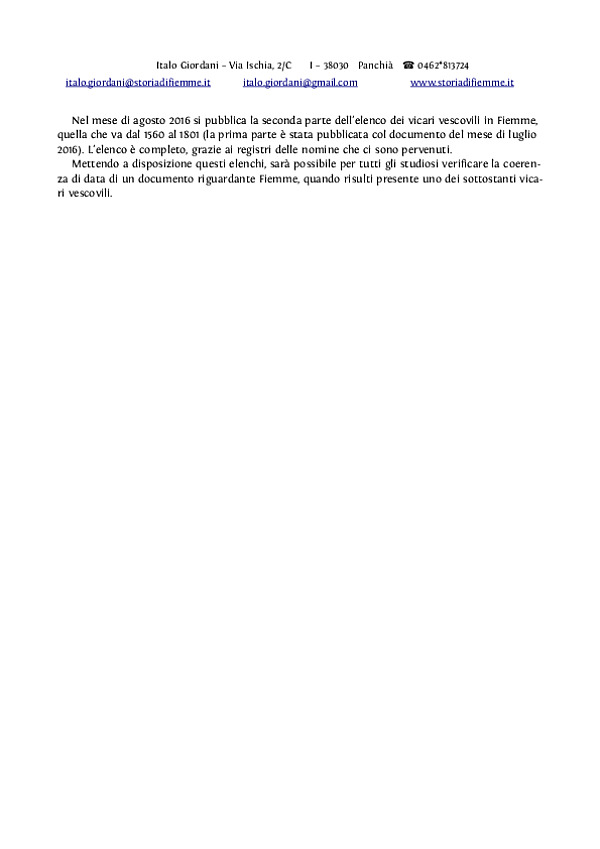 Italo Giordani – Via Ischia, 2/C I – 38030 Panchià ☎ 0462*813724
italo.giordani@storiadifiemme.it italo.giordani@gmail.com www.storiadifiemme.it
Nel mese di agosto 2016 si pubblica la seconda parte dell'elenco dei vicari vescovili in Fiemme,
quella che va dal 1560 al 1801 (la prima parte è stata pubblicata col documento del mese di luglio
2016). L'elenco è completo, grazie ai registri delle nomine che ci sono pervenuti.
Mettendo a disposizione questi elenchi, sarà possibile per tutti gli studiosi verificare la coeren-
za di data di un documento riguardante Fiemme, quando risulti presente uno dei sottostanti vica-
ri vescovili.